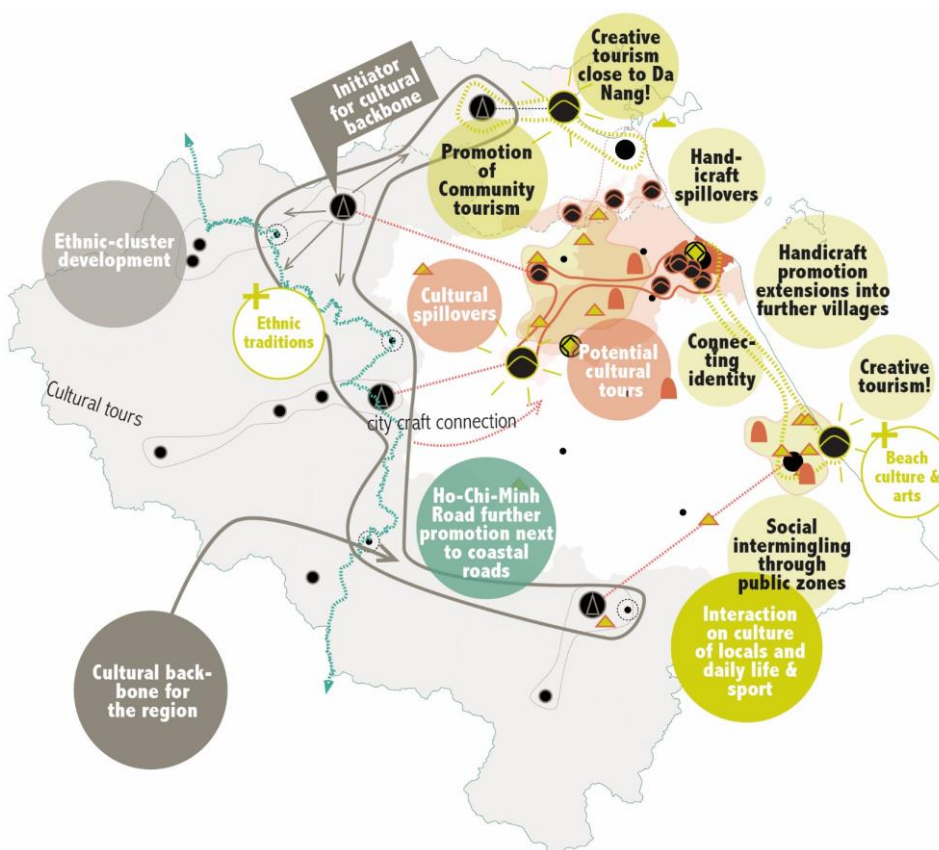 Initiator
for cultural
backbone
Creative
tourism
close to Da
Nang!
Promotion
of
Community
tourism
Hand-
icraft
spillovers
Ethnic-cluster
development
Ethnic
traditions
Cultural
spillovers
Handicraft
promotion
extensions into
further villages
Potential
cultural
tours
Connec-
ting
identity
Creative
tourism!
Cultural tours
city craft connection
Beach
culture &
arts
Ho-Chi-Minh
Road further
promotion next
to coastal
roads
Social
intermingling
through
public zones
Interaction
on culture
of locals and
daily life &
sport
Cultural back-
bone for
the region